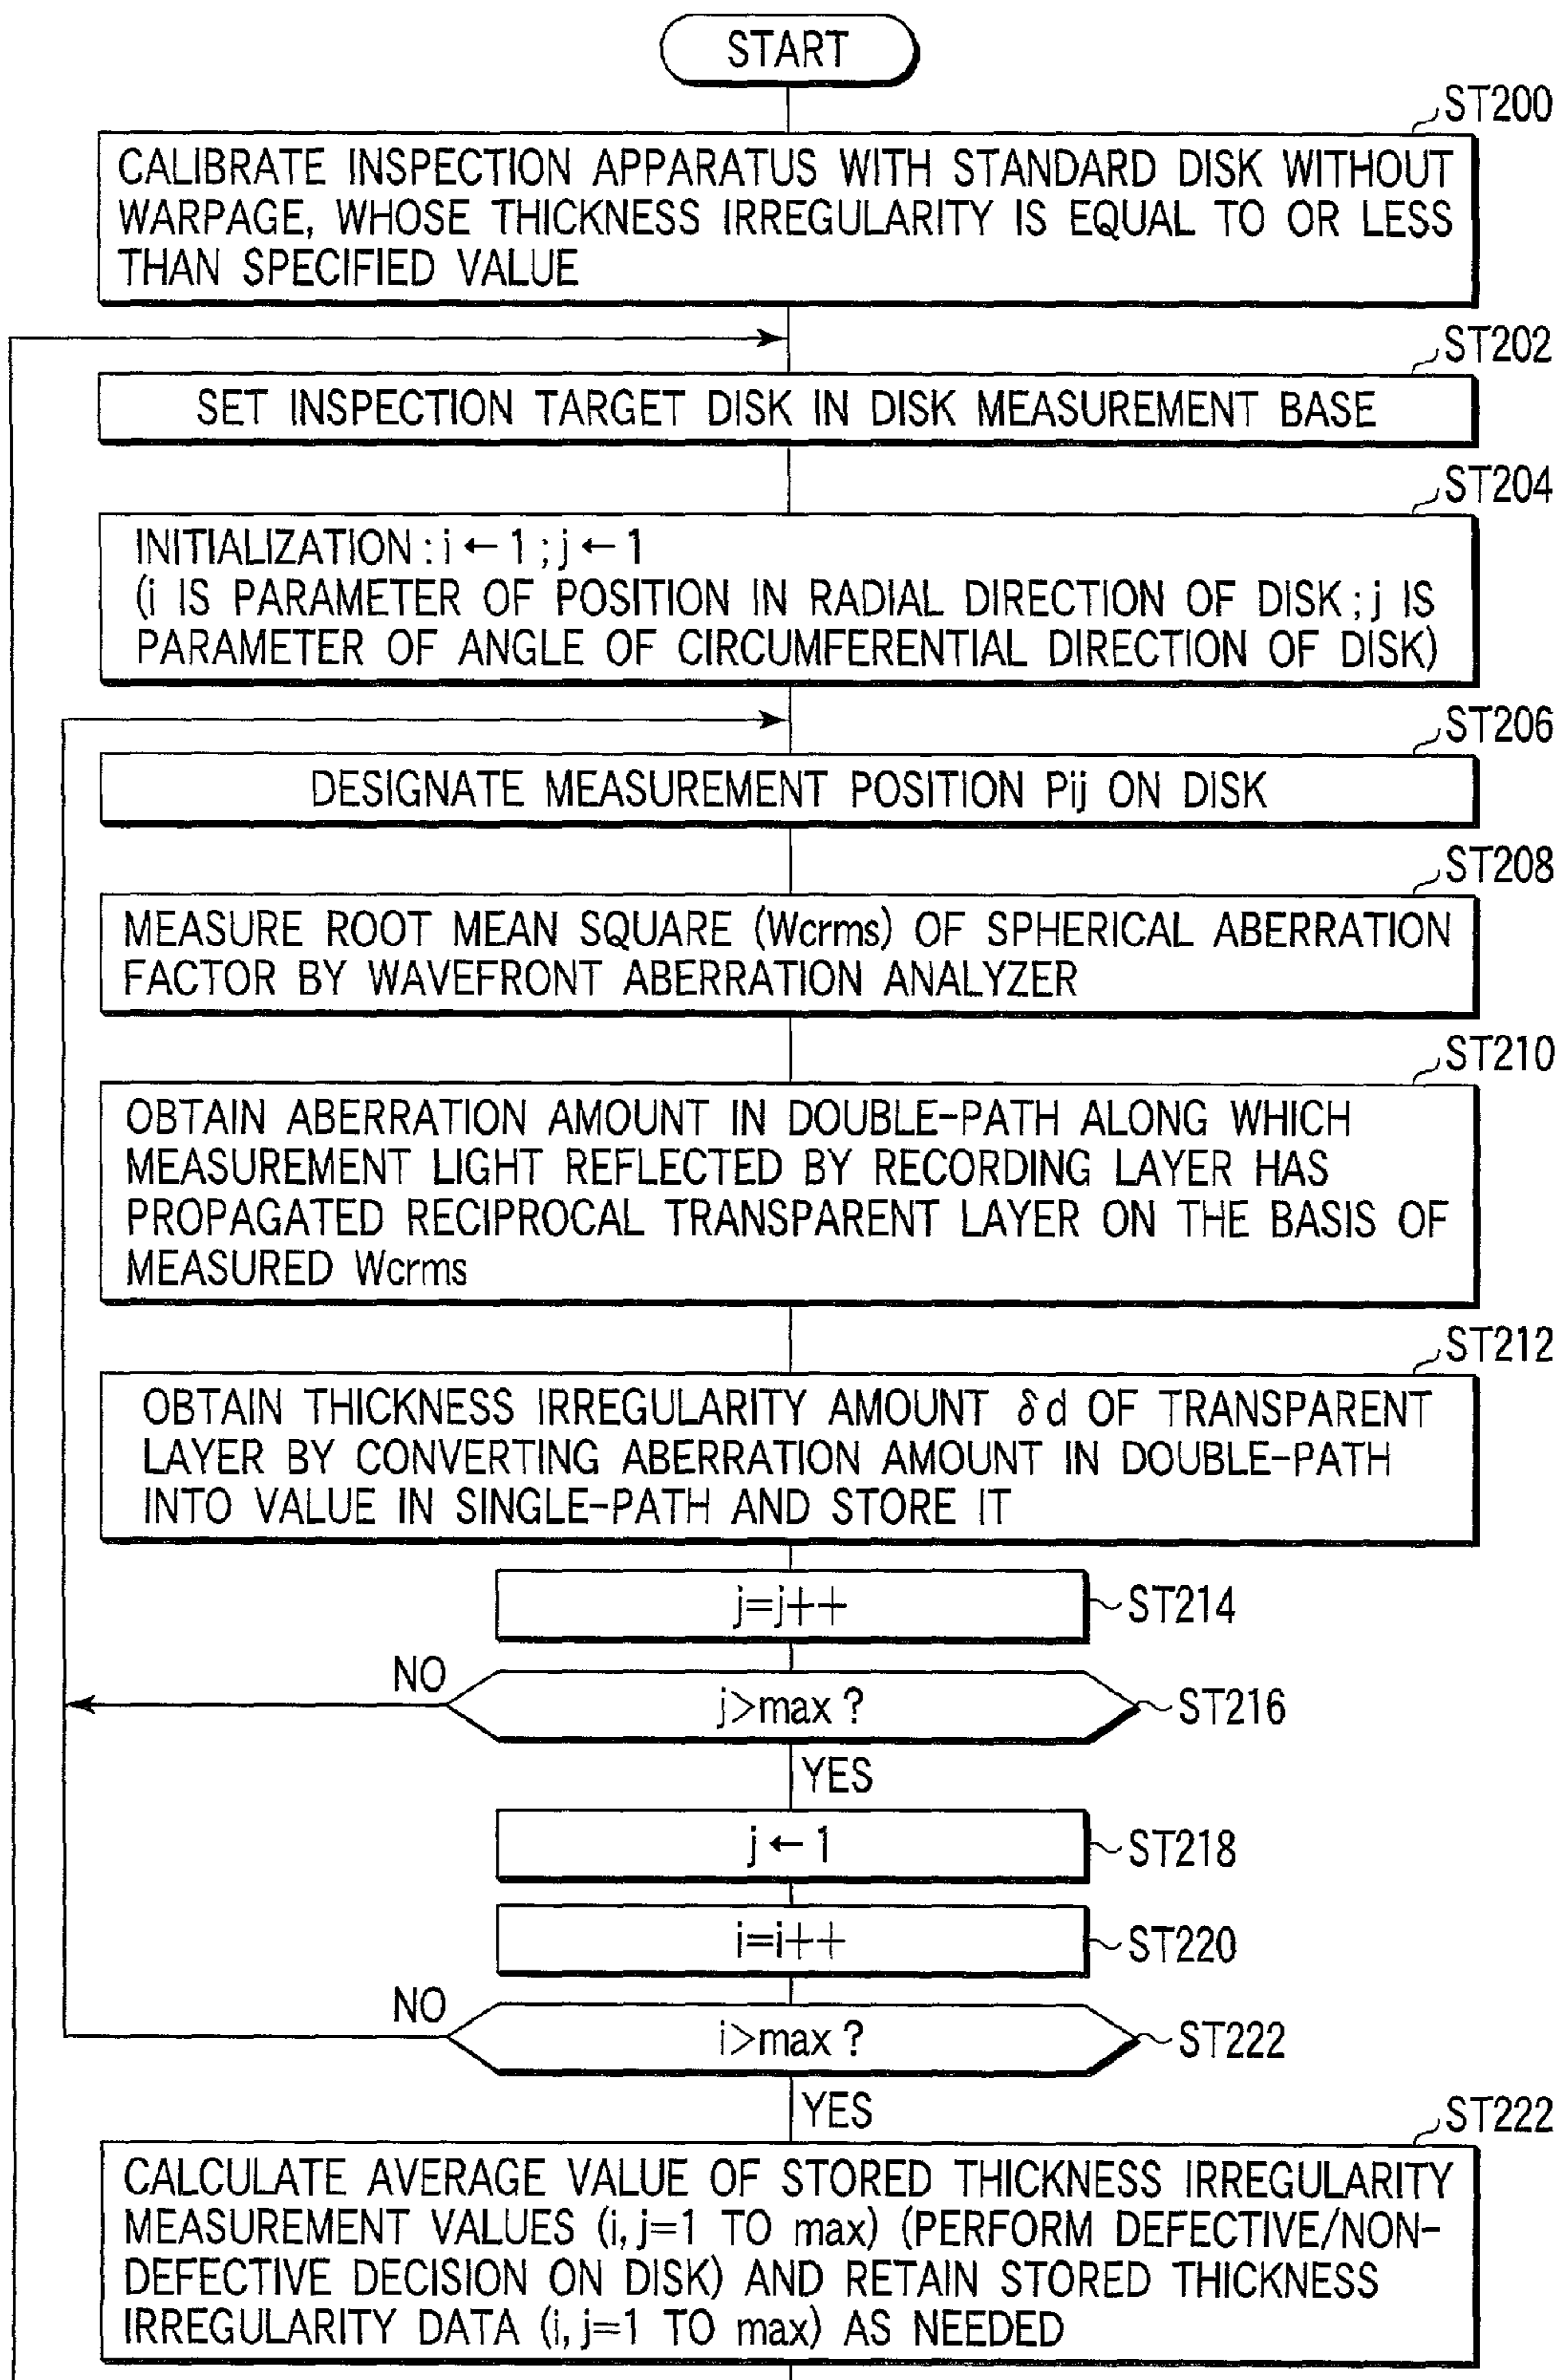 START
ST200
CALIBRATE INSPECTION APPARATUS WITH STANDARD DISK WITHOUT
WARPAGE, WHOSE THICKNESS IRREGULARITY IS EQUAL TO OR LESS
THAN SPECIFIED VALUE
ST202
SET INSPECTION TARGET DISK IN DISK MEASUREMENT BASE
ST204
INITIALIZATION : i ← 1 ; j ← 1
(i IS PARAMETER OF POSITION IN RADIAL DIRECTION OF DISK ; j IS
PARAMETER OF ANGLE OF CIRCUMFERENTIAL DIRECTION OF DISK)
ST206
DESIGNATE MEASUREMENT POSITION Pij ON DISK
ST208
MEASURE ROOT MEAN SQUARE (Wcrms) OF SPHERICAL ABERRATION
FACTOR BY WAVEFRONT ABERRATION ANALYZER
ST210
OBTAIN ABERRATION AMOUNT IN DOUBLE-PATH ALONG WHICH
MEASUREMENT LIGHT REFLECTED BY RECORDING LAYER HAS
PROPAGATED RECIPROCAL TRANSPARENT LAYER ON THE BASIS OF
MEASURED Wcrms
ST212
OBTAIN THICKNESS IRREGULARITY AMOUNT δd OF TRANSPARENT
LAYER BY CONVERTING ABERRATION AMOUNT IN DOUBLE-PATH
INTO VALUE IN SINGLE-PATH AND STORE IT
j=j++
ST214
NO
j>max ?
ST216
YES
j ← 1
ST218
i=i++
ST220
NO
i>max ?
ST222
YES
ST222
CALCULATE AVERAGE VALUE OF STORED THICKNESS IRREGULARITY
MEASUREMENT VALUES (i, j=1 TO max) (PERFORM DEFECTIVE/NON-
DEFECTIVE DECISION ON DISK) AND RETAIN STORED THICKNESS
IRREGULARITY DATA (i, j=1 TO max) AS NEEDED